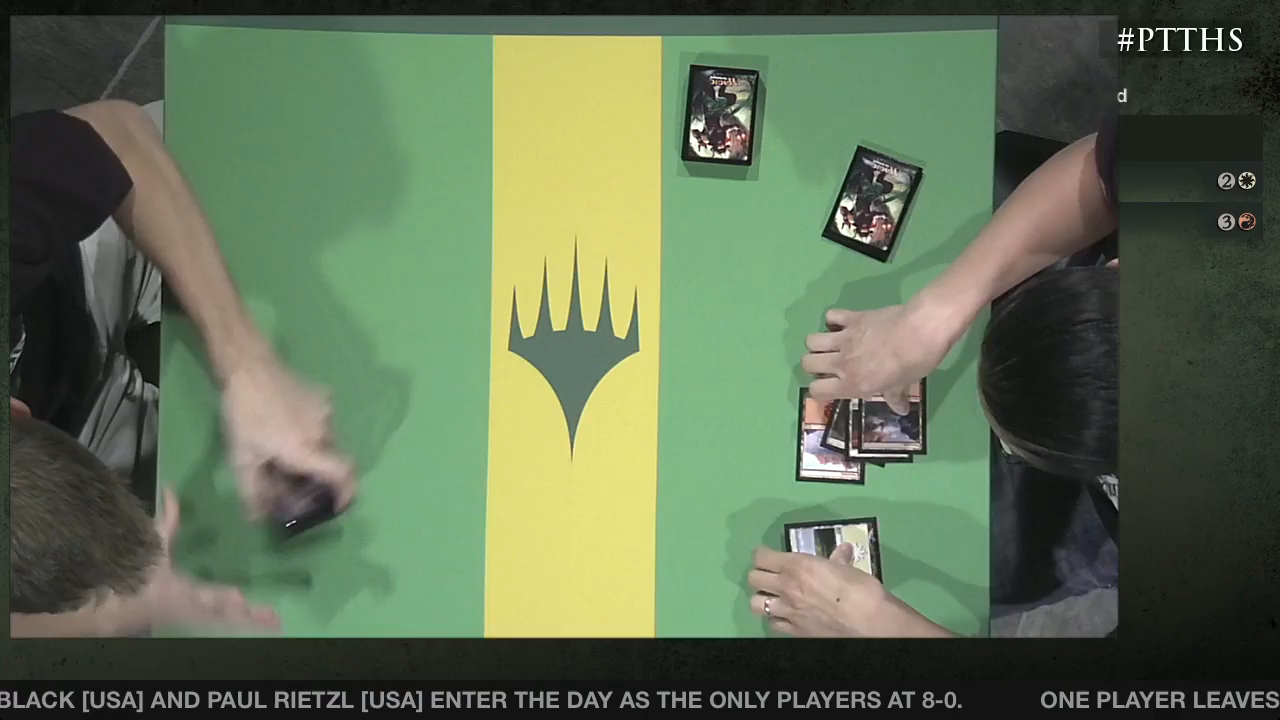 #PTTHS
d
2
3
BLACK [USA] AND PAUL RIETZL [USA] ENTER THE DAY AS THE ONLY PLAYERS AT 8-0. ONE PLAYER LEAVES